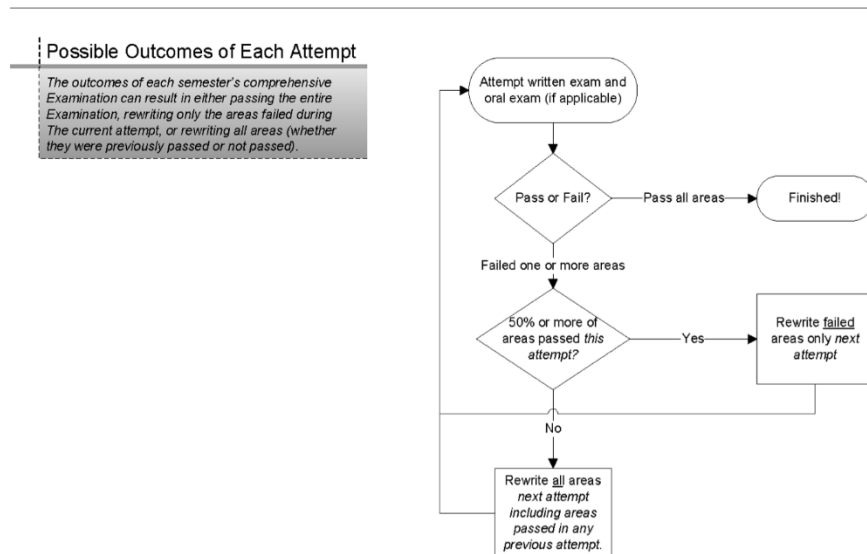 Possible Outcomes of Each Attempt
The outcomes of each semester's comprehensive
Examination can result in either passing the entire
Examination, rewriting only the areas failed during
The current attempt, or rewriting all areas (whether
they were previously passed or not passed).
Attempt written exam and
oral exam (if applicable)
Pass or Fail?
Pass all areas
Finished!
Failed one or more areas
50% or more of
areas passed this
attempt?
Yes
Rewrite failed
areas only next
attempt
No
Rewrite all areas
next attempt
including areas
passed in any
previous attempt.